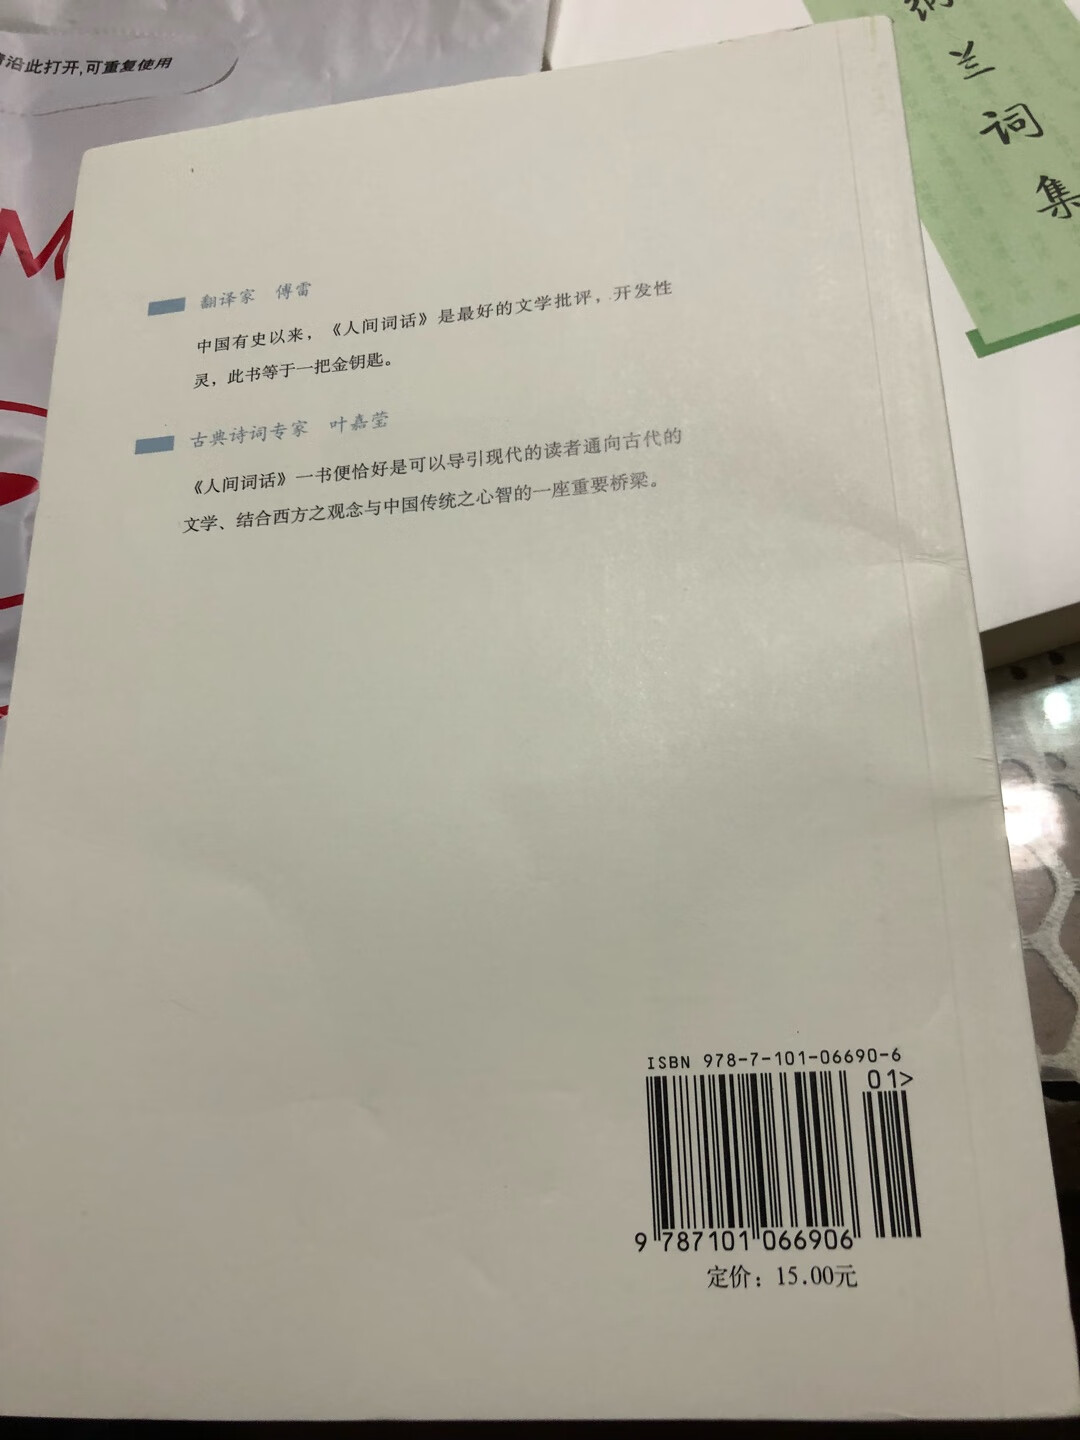 沿此打开,可重复使用
兰
词
集
翻译家 傅雷
中国有史以来，《人间词话》是最好的文学批评，开发性
灵，此书等于一把金钥匙。
古典诗词专家 叶嘉莹
《人间词话》一书便恰好是可以导引现代的读者通向古代的
文学、结合西方之观念与中国传统之心智的一座重要桥梁。
ISBN 978-7-101-06690-6
01>
9 787101 066906
定价：15.00元